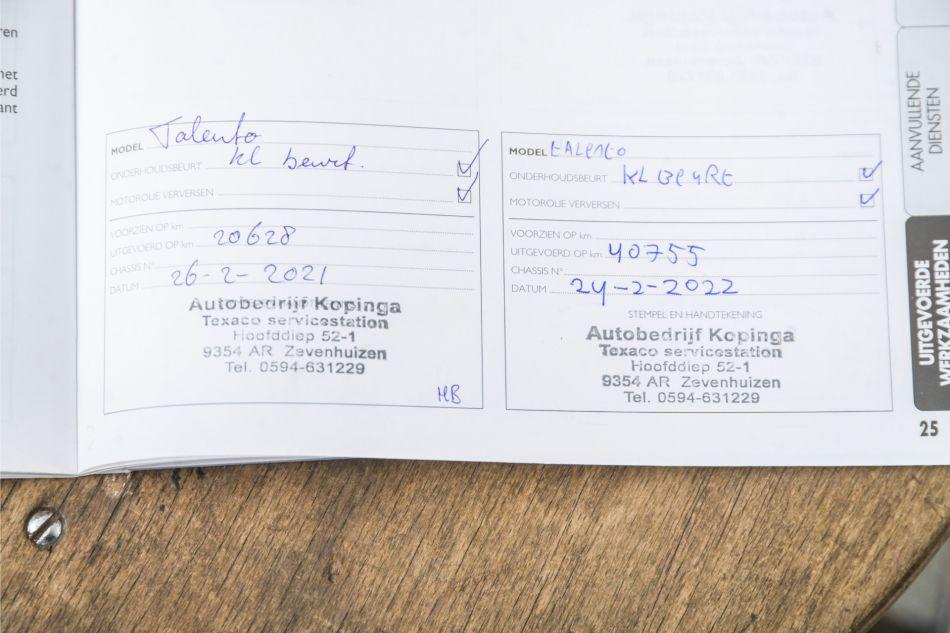 ren
net
erd
ant
MODEL Talento
ONDERHOUDSBEURT kl beurt.
MOTOROLIE VERVERSEN
VOORZIEN OP km
UITGEVOERD OP km 20628
CHASSIS N°
DATUM 26-2-2021
Autobedrijf Kopinga
Texaco servicestation
Hoofddiep 52-1
9354 AR Zevenhuizen
Tel. 0594-631229
HB
MODEL tALENtO
ONDERHOUDSBEURT KL BEURt
MOTOROLIE VERVERSEN
VOORZIEN OP km
UITGEVOERD OP km 40755
CHASSIS N°
DATUM 24-2-2022
STEMPEL EN HANDTEKENING
Autobedrijf Kopinga
Texaco servicestation
Hoofddiep 52-1
9354 AR Zevenhuizen
Tel. 0594-631229
AANVULLENDE
DIENSTEN
UITGEVOERDE
WERKZAAMHEDEN
25